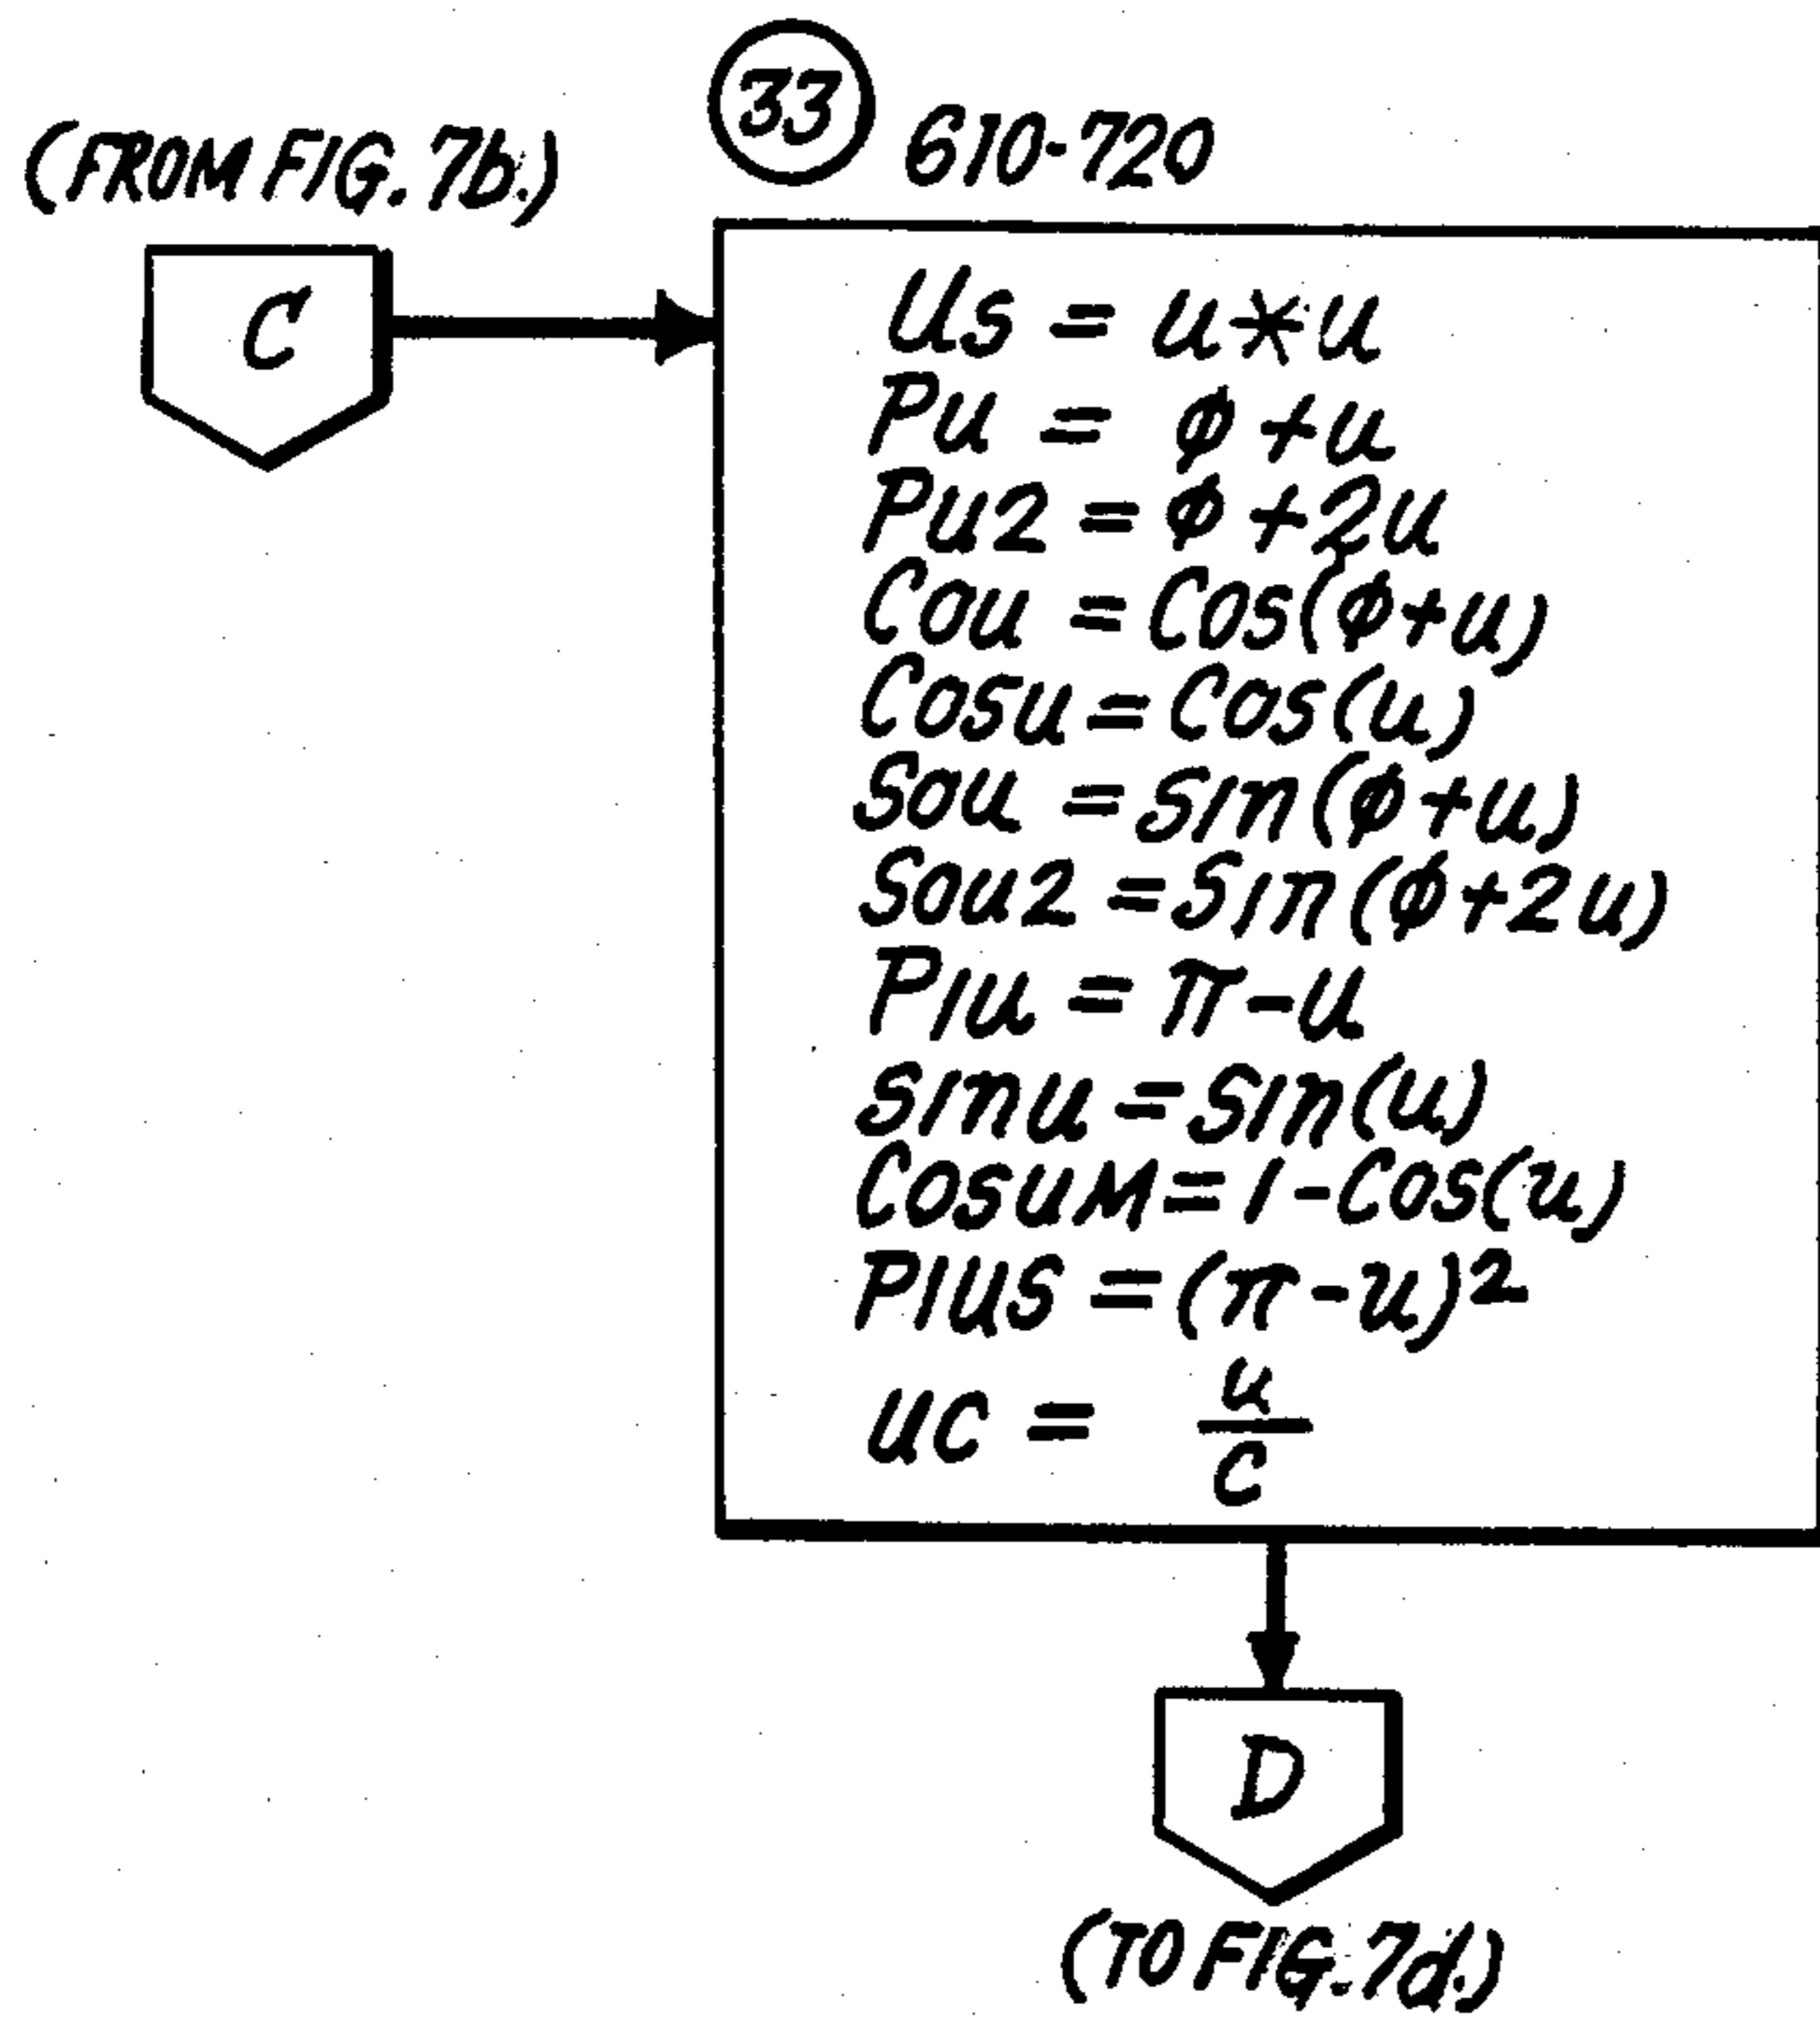 33
(FROM FIG. 7b.)
610-720
C
Us = u*u
Pu = φ+u
Pu2 = φ+2u
Cou = Cos(φ+u)
Cosu = Cos(u)
Sou = sin(φ+u)
Sou2 = Sin(φ+2u)
Piu = π-u
sinu = sin(u)
CosuM = 1-Cos(u)
PIUS = (π-u)²
uc = u/c
D
(TO FIG. 7d.)